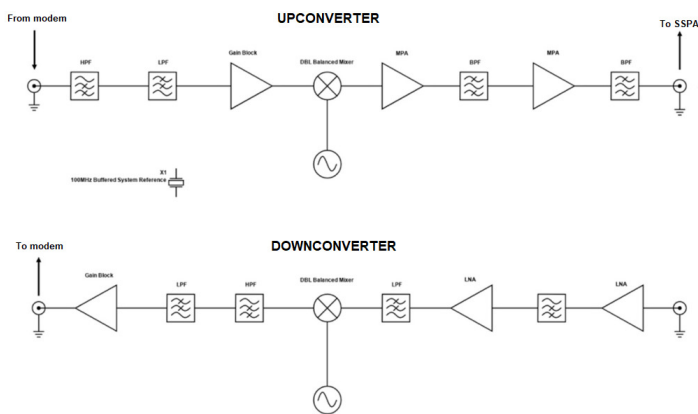 UPCONVERTER
From modem
To SSPA
HPF
LPF
Gain Block
DBL Balanced Mixer
MPA
BPF
MPA
BPF
X1
100MHz Buffered System Reference
To modem
DOWNCONVERTER
Gain Block
LPF
HPF
DBL Balanced Mixer
LPF
LNA
LNA